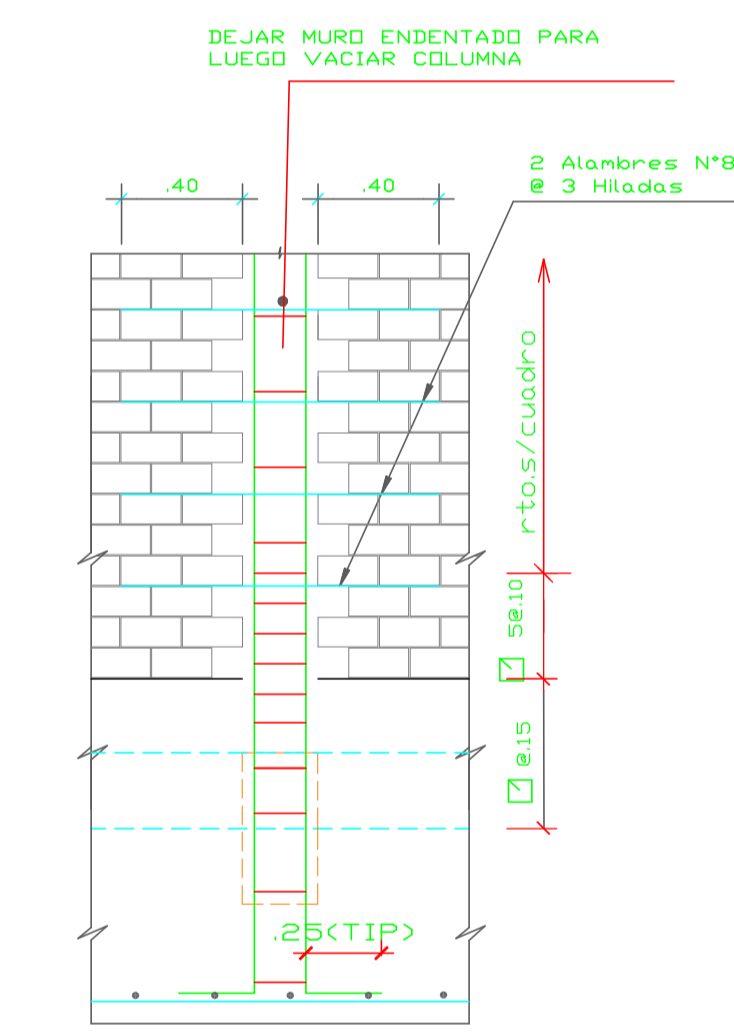 DEJAR MURO ENDENTADO PARA
LUEGO VACIAR COLUMNA
2 Alambres N°8
@ 3 Hiladas
.40
.40
rto.s/cuadro
5@.10
@.15
.25(TIP)